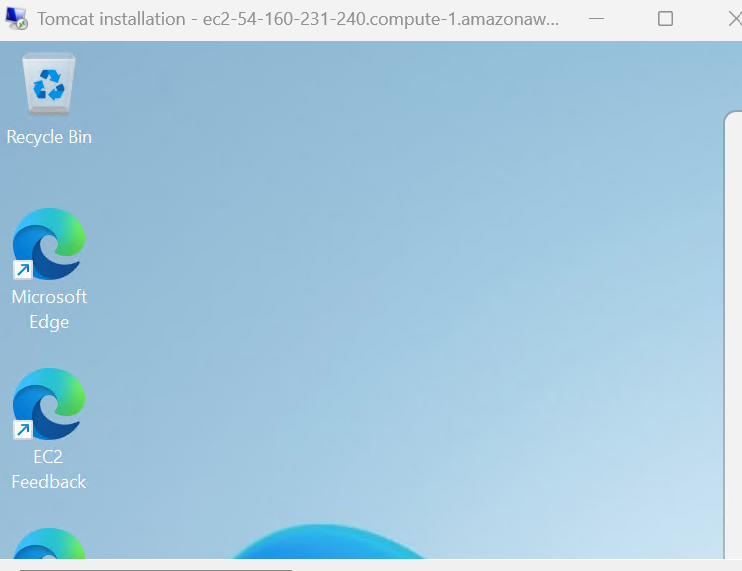 Tomcat installation - ec2-54-160-231-240.compute-1.amazonaw...
Recycle Bin
Microsoft
Edge
EC2
Feedback